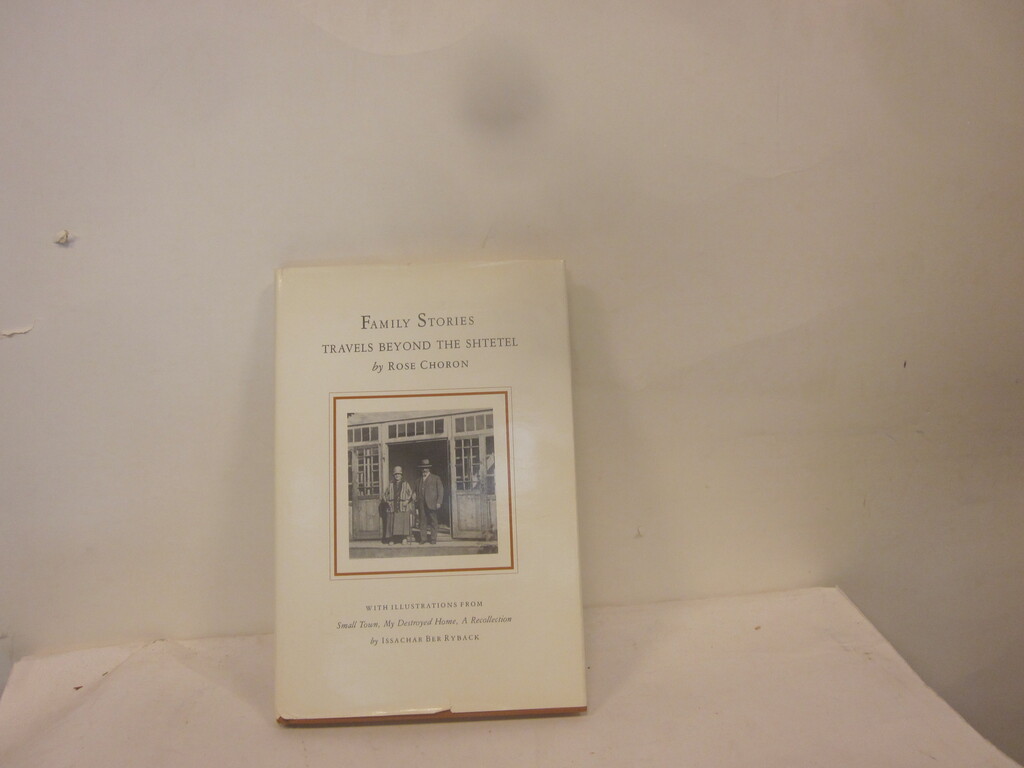 FAMILY STORIES
TRAVELS BEYOND THE SHTETEL
by ROSE CHORON
WITH ILLUSTRATIONS FROM
Small Town, My Destroyed Home, A Recollection
by ISSACHAR BER RYBACK